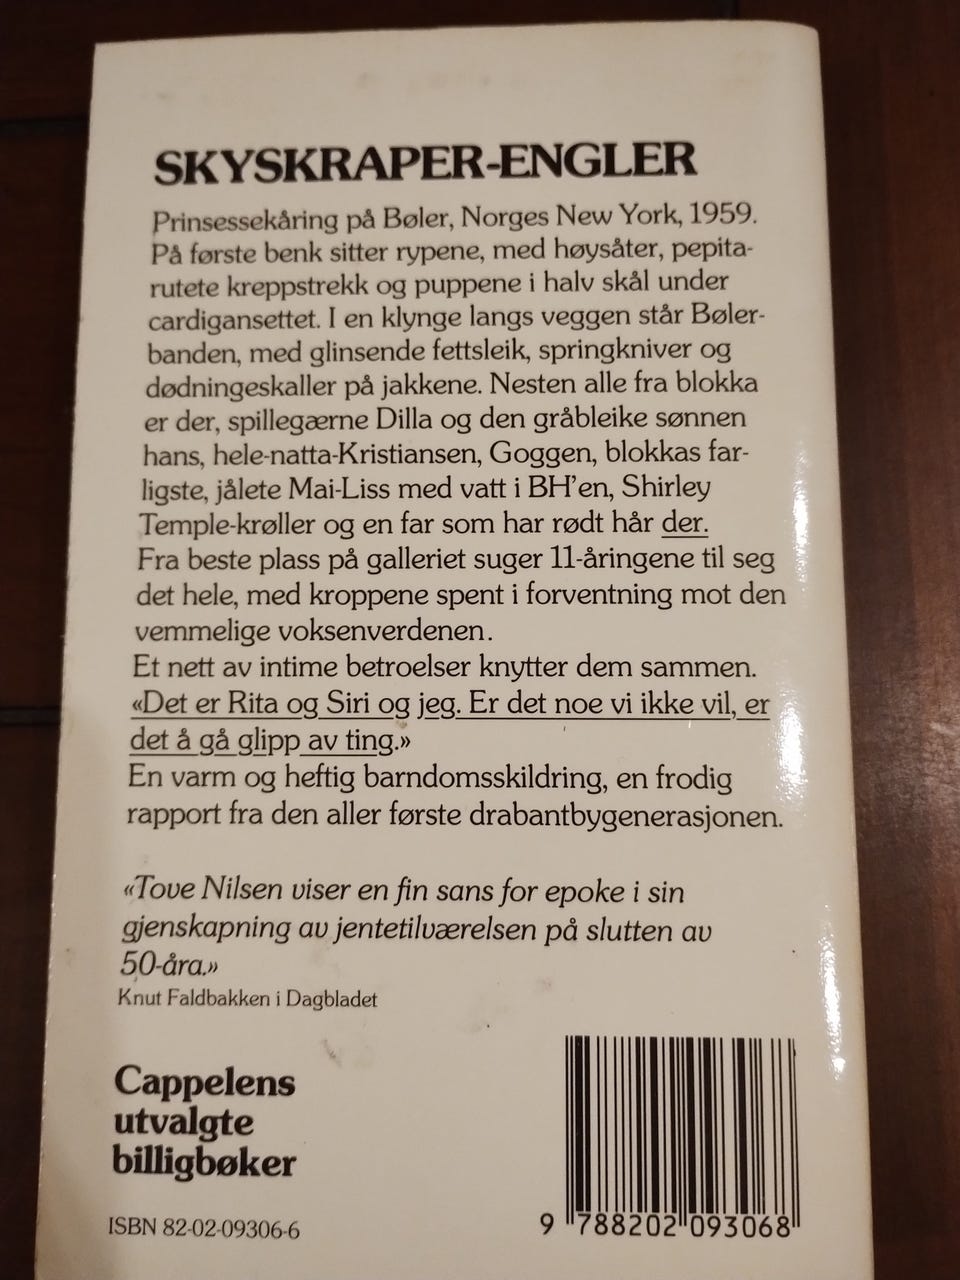 SKYSKRAPER-ENGLER
Prinsessekåring på Bøler, Norges New York, 1959.
På første benk sitter rypene, med høysåter, pepita-
rutete kreppstrekk og puppene i halv skål under
cardigansettet. I en klynge langs veggen står Bøler-
banden, med glinsende fettsleik, springkniver og
dødningeskaller på jakkene. Nesten alle fra blokka
er der, spillegærne Dilla og den gråbleike sønnen
hans, hele-natta-Kristiansen, Goggen, blokkas far-
ligste, jålete Mai-Liss med vatt i BH'en, Shirley
Temple-krøller og en far som har rødt hår der.
Fra beste plass på galleriet suger 11-åringene til seg
det hele, med kroppene spent i forventning mot den
vemmelige voksenverdenen.
Et nett av intime betroelser knytter dem sammen.
«Det er Rita og Siri og jeg. Er det noe vi ikke vil, er
det å gå glipp av ting.»
En varm og heftig barndomsskildring, en frodig
rapport fra den aller første drabantbygenerasjonen.
«Tove Nilsen viser en fin sans for epoke i sin
gjenskapning av jentetilværelsen på slutten av
50-åra.»
Knut Faldbakken i Dagbladet
Cappelens
utvalgte
billigbøker
ISBN 82-02-09306-6
9 788202 093068